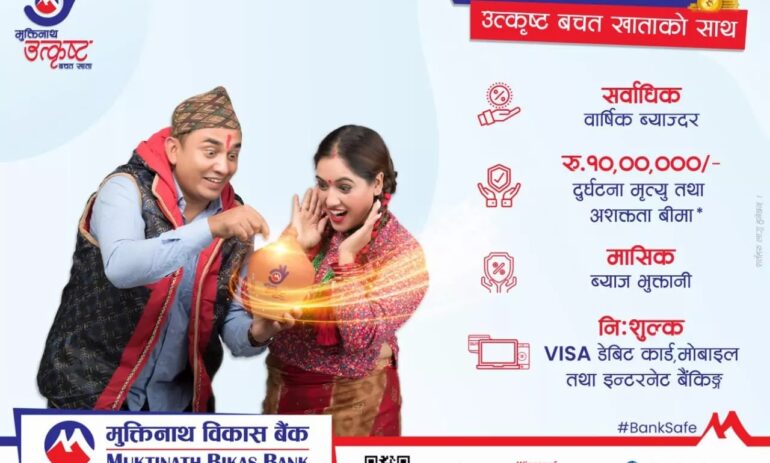 मुक्तिनाथ
उत्कृष्ट
बचत खाता
उत्कृष्ट बचत खाताको साथ
सर्वाधिक
वार्षिक ब्याज्दर
रु.१०,००,०००/-
दुर्घटना मृत्यु तथा
अशक्तता बीमा*
मासिक
ब्याज भुक्तानी
नि:शुल्क
VISA डेबिट कार्ड,मोबाइल
तथा इन्टरनेट बैंकिङ्ग
#BankSafe
मुक्तिनाथ विकास बैंक
MUKTINATH BIKAS BANK